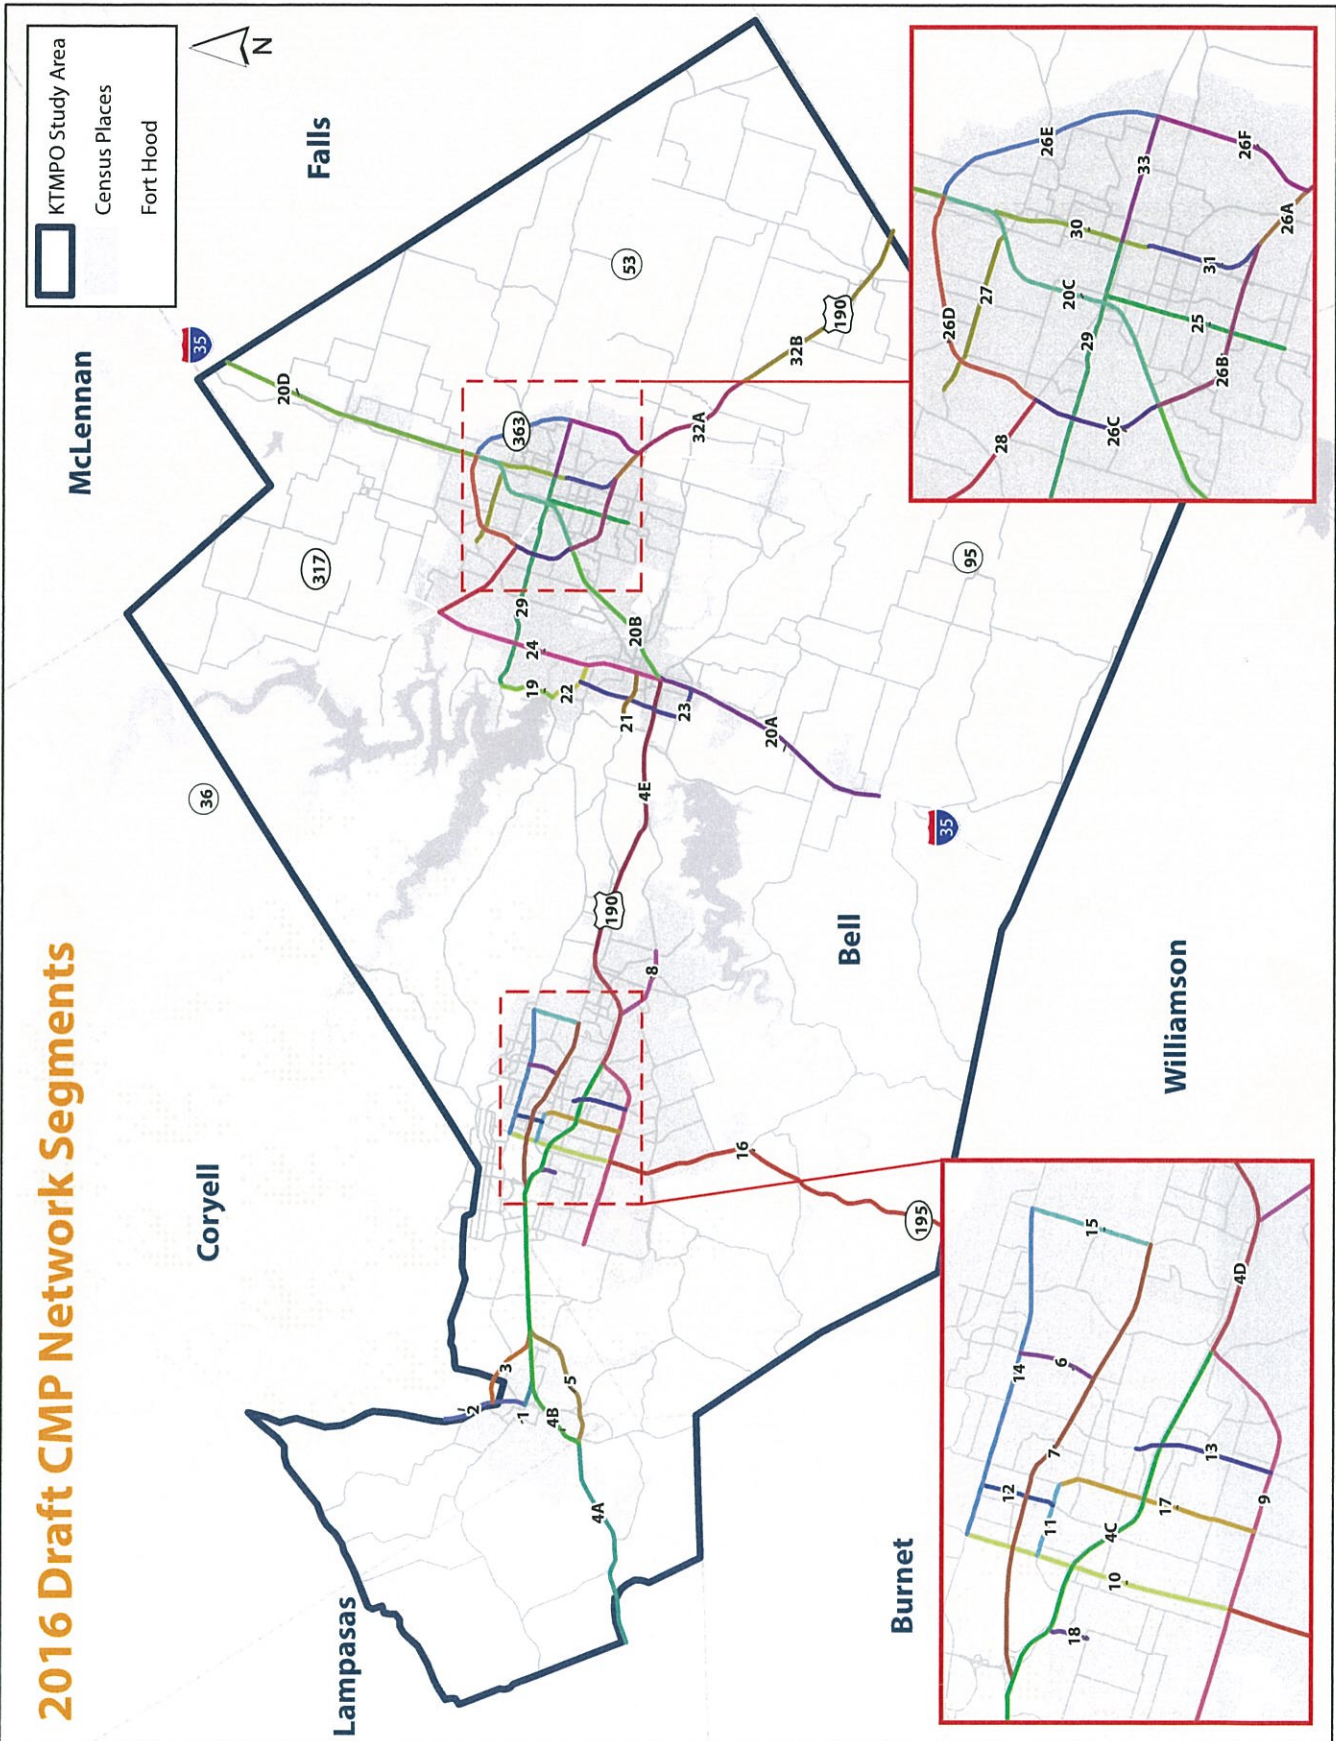 2016 Draft CMP Network Segments
KTMPO Study Area
Census Places
Fort Hood
N
McLennan
Falls
Coryell
Lampasas
Bell
Burnet
Williamson
35
36
317
363
53
190
190
95
35
195
20D
29
24
19
22
21
23
20B
20A
32A
32B
4E
8
16
3
2
1
5
4B
4A
14
15
6
7
12
11
4C
4D
13
17
9
10
18
26E
26D
27
30
33
20C
29
28
26C
26B
25
31
26A
26F